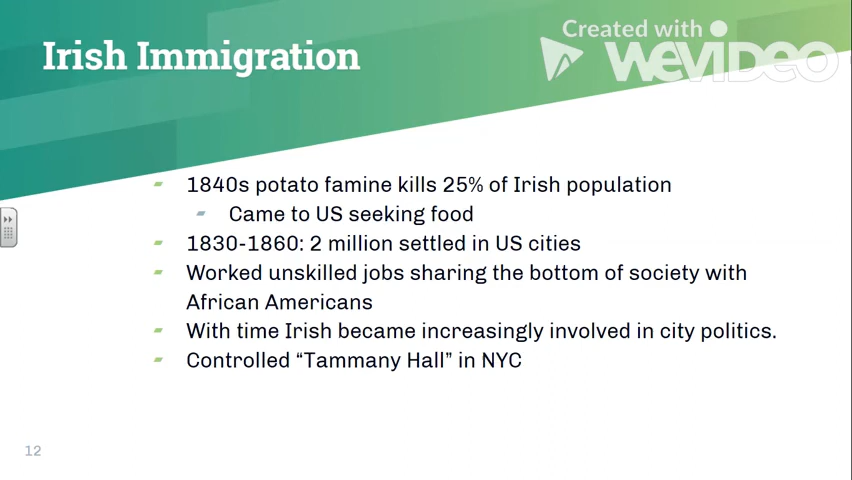 Created with
WEVIDEO
Irish Immigration
1840s potato famine kills 25% of Irish population
Came to US seeking food
1830-1860: 2 million settled in US cities
Worked unskilled jobs sharing the bottom of society with
African Americans
With time Irish became increasingly involved in city politics.
Controlled “Tammany Hall” in NYC
12